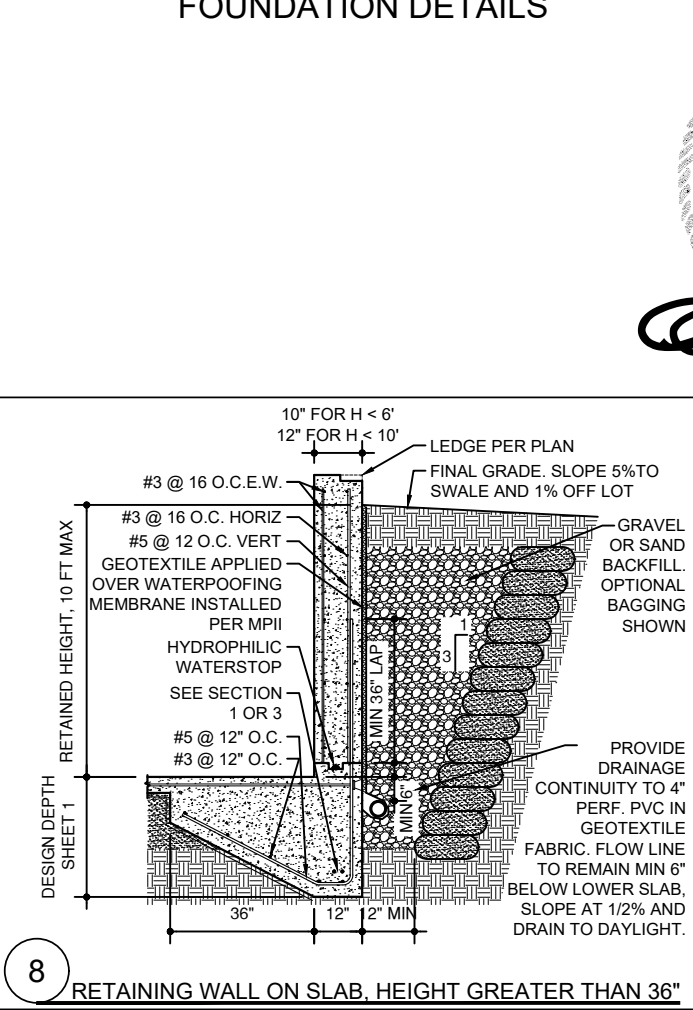 FOUNDATION DETAILS
10" FOR H < 6'
12" FOR H < 10'
LEDGE PER PLAN
FINAL GRADE. SLOPE 5%TO
SWALE AND 1% OFF LOT
#3 @ 16 O.C.E.W.
#3 @ 16 O.C. HORIZ
#5 @ 12 O.C. VERT
GEOTEXTILE APPLIED
OVER WATERPOOFING
MEMBRANE INSTALLED
PER MPII
HYDROPHILIC
WATERSTOP
SEE SECTION
1 OR 3
#5 @ 12" O.C.
#3 @ 12" O.C.
RETAINED HEIGHT, 10 FT MAX
DESIGN DEPTH
SHEET 1
MIN 36" LAP
MIN 6"
1
3
GRAVEL
OR SAND
BACKFILL.
OPTIONAL
BAGGING
SHOWN
PROVIDE
DRAINAGE
CONTINUITY TO 4"
PERF. PVC IN
GEOTEXTILE
FABRIC. FLOW LINE
TO REMAIN MIN 6"
BELOW LOWER SLAB,
SLOPE AT 1/2% AND
DRAIN TO DAYLIGHT.
36"
12"
12" MIN
8
RETAINING WALL ON SLAB, HEIGHT GREATER THAN 36"